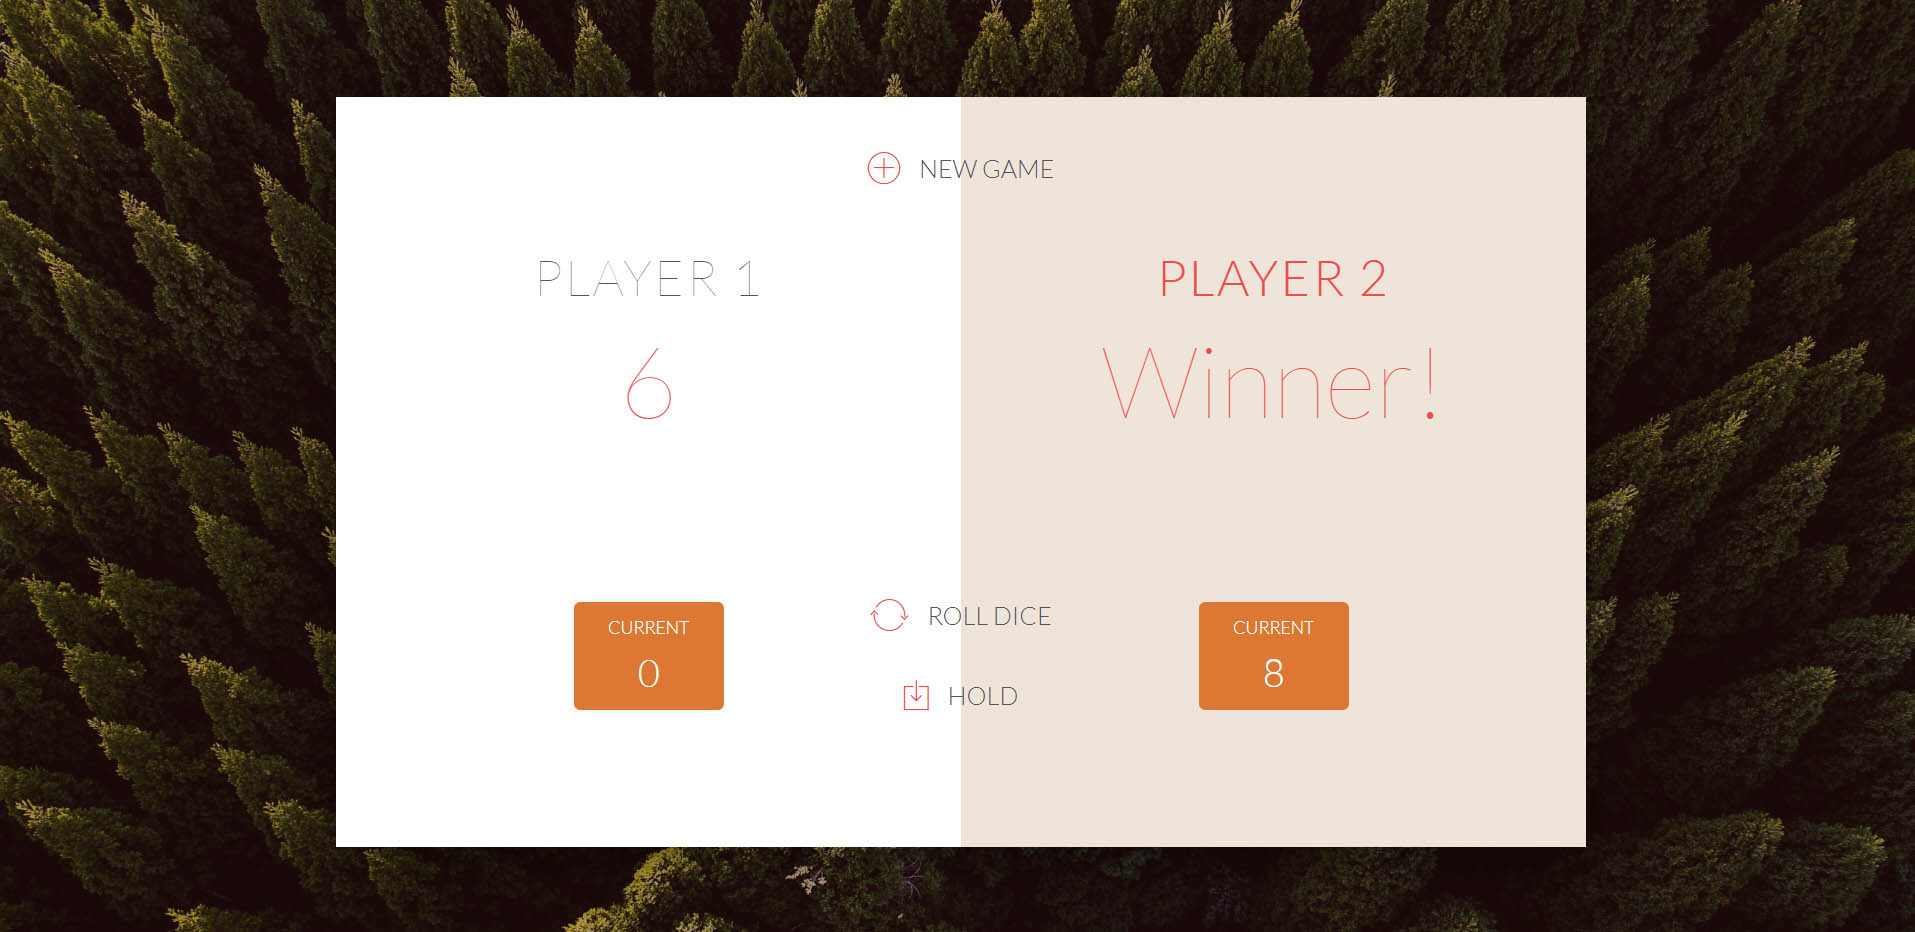 NEW GAME
PLAYER 1
6
PLAYER 2
Winner!
CURRENT
0
ROLL DICE
HOLD
CURRENT
8